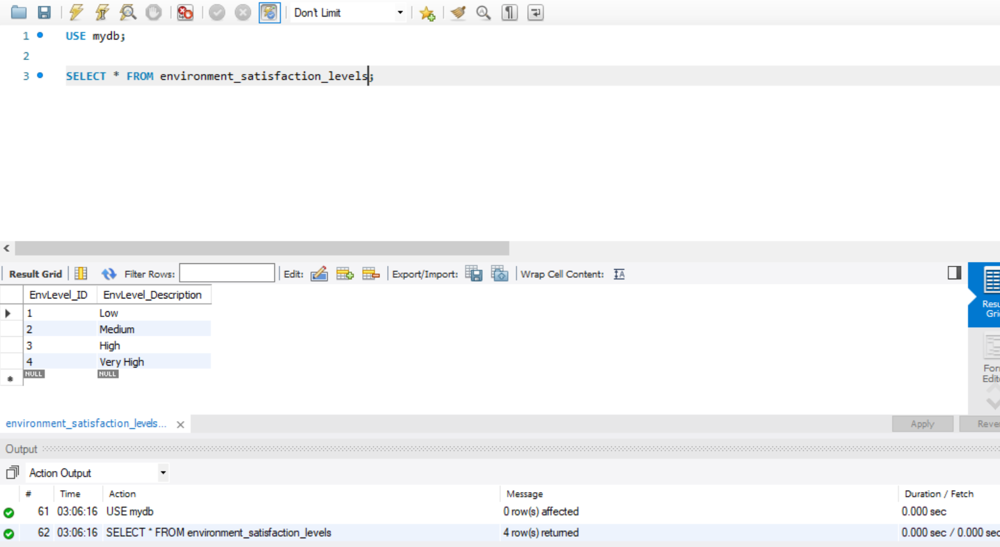 Don't Limit
1 USE mydb;
2
3 SELECT * FROM environment_satisfaction_levels;
Result Grid Filter Rows: Edit: Export/Import: Wrap Cell Content:
EnvLevel_ID EnvLevel_Description
1 Low
2 Medium
3 High
4 Very High
NULL NULL
Resu
Gri
For
Edit
environment_satisfaction_levels...
Apply Rever
Output
Action Output
# Time Action Message Duration / Fetch
61 03:06:16 USE mydb 0 row(s) affected 0.000 sec
62 03:06:16 SELECT * FROM environment_satisfaction_levels 4 row(s) returned 0.000 sec / 0.000 sec